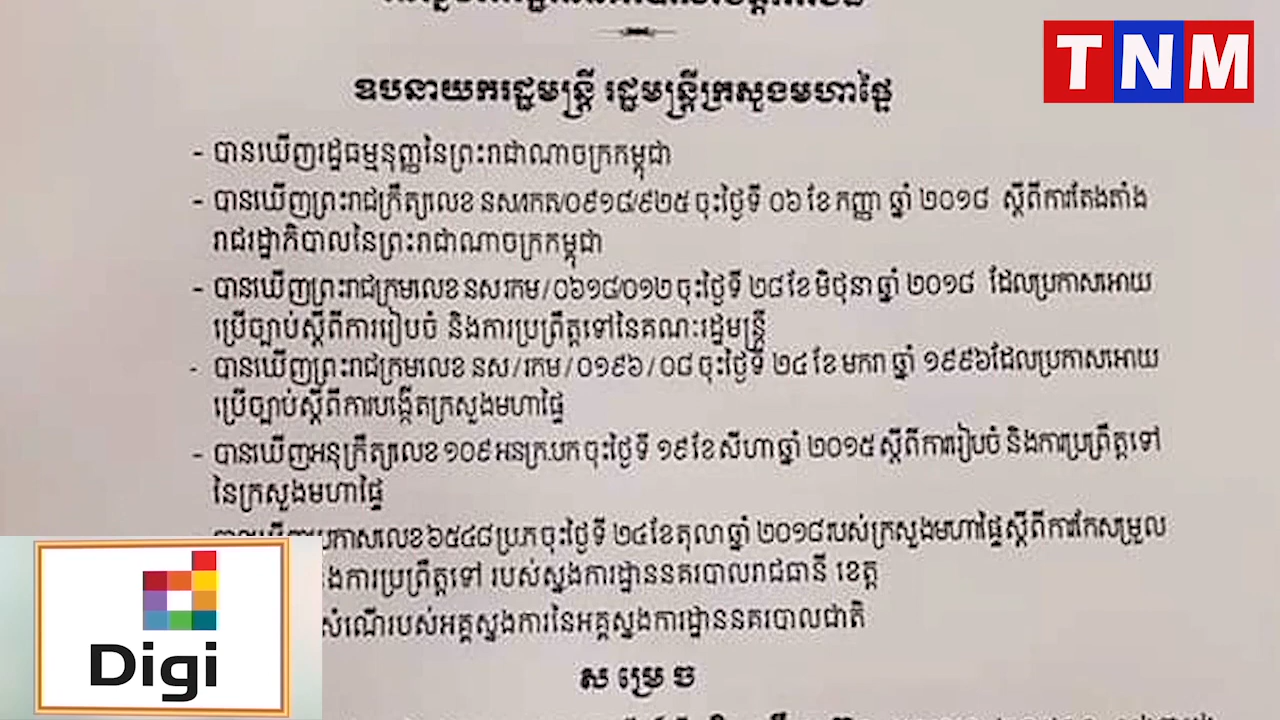 TNM
ឧបនាយករដ្ឋមន្ត្រី រដ្ឋមន្ត្រីក្រសួងមហាផ្ទៃ
- បានឃើញរដ្ឋធម្មនុញ្ញនៃព្រះរាជាណាចក្រកម្ពុជា
- បានឃើញព្រះរាជក្រឹត្យលេខ នស/រកត/០៩១៨/៩២៥ ចុះថ្ងៃទី ០៦ ខែ កញ្ញា ឆ្នាំ ២០១៨ ស្តីពីការតែងតាំង
រាជរដ្ឋាភិបាលនៃព្រះរាជាណាចក្រកម្ពុជា
- បានឃើញព្រះរាជក្រមលេខ នស/រកម/០៦១៨/០១២ ចុះថ្ងៃទី ២៨ ខែ មិថុនា ឆ្នាំ ២០១៨ ដែលប្រកាសអោយ
ប្រើច្បាប់ស្តីពីការរៀបចំ និងការប្រព្រឹត្តទៅនៃគណៈរដ្ឋមន្ត្រី
- បានឃើញព្រះរាជក្រមលេខ នស/រកម/០១៩៦/០៨ ចុះថ្ងៃទី ២៤ ខែ មករា ឆ្នាំ ១៩៩៦ដែលប្រកាសអោយ
ប្រើច្បាប់ស្តីពីការបង្កើតក្រសួងមហាផ្ទៃ
- បានឃើញអនុក្រឹត្យលេខ ១០៩ អនក្រ.បក ចុះថ្ងៃទី ១៩ ខែ សីហា ឆ្នាំ ២០១៥ ស្តីពីការរៀបចំ និងការប្រព្រឹត្តទៅ
នៃក្រសួងមហាផ្ទៃ
ប្រកាសលេខ ៦៥៤៨ ប្រភ ចុះថ្ងៃទី ២៤ ខែ តុលា ឆ្នាំ ២០១៨ របស់ក្រសួងមហាផ្ទៃស្តីពីការកែសម្រួល
ងការប្រព្រឹត្តទៅ របស់ស្នងការដ្ឋាននគរបាលរាជធានី ខេត្ត
សំណើរបស់អគ្គស្នងការនៃអគ្គស្នងការដ្ឋាននគរបាលជាតិ
ស ម្រេ ច
Digi